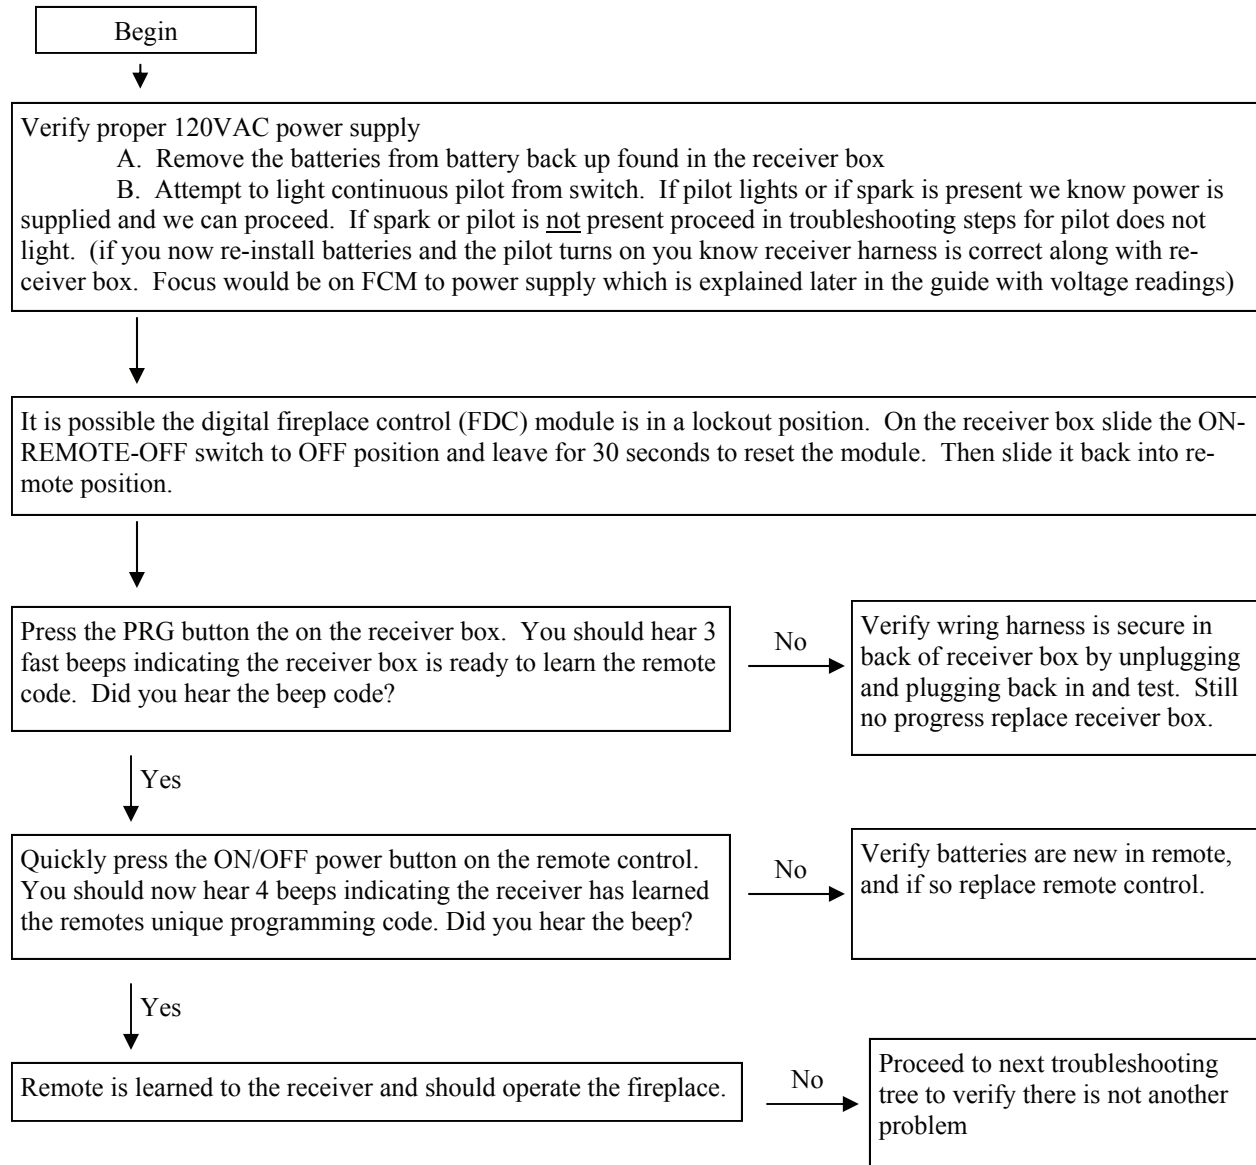 Begin
Verify proper 120VAC power supply
A. Remove the batteries from battery back up found in the receiver box
B. Attempt to light continuous pilot from switch. If pilot lights or if spark is present we know power is
supplied and we can proceed. If spark or pilot is not present proceed in troubleshooting steps for pilot does not
light. (if you now re-install batteries and the pilot turns on you know receiver harness is correct along with re-
ceiver box. Focus would be on FCM to power supply which is explained later in the guide with voltage readings)
It is possible the digital fireplace control (FDC) module is in a lockout position. On the receiver box slide the ON-
REMOTE-OFF switch to OFF position and leave for 30 seconds to reset the module. Then slide it back into re-
mote position.
Press the PRG button the on the receiver box. You should hear 3
fast beeps indicating the receiver box is ready to learn the remote
code. Did you hear the beep code?
No
Verify wring harness is secure in
back of receiver box by unplugging
and plugging back in and test. Still
no progress replace receiver box.
Yes
Quickly press the ON/OFF power button on the remote control.
You should now hear 4 beeps indicating the receiver has learned
the remotes unique programming code. Did you hear the beep?
No
Verify batteries are new in remote,
and if so replace remote control.
Yes
Remote is learned to the receiver and should operate the fireplace.
No
Proceed to next troubleshooting
tree to verify there is not another
problem